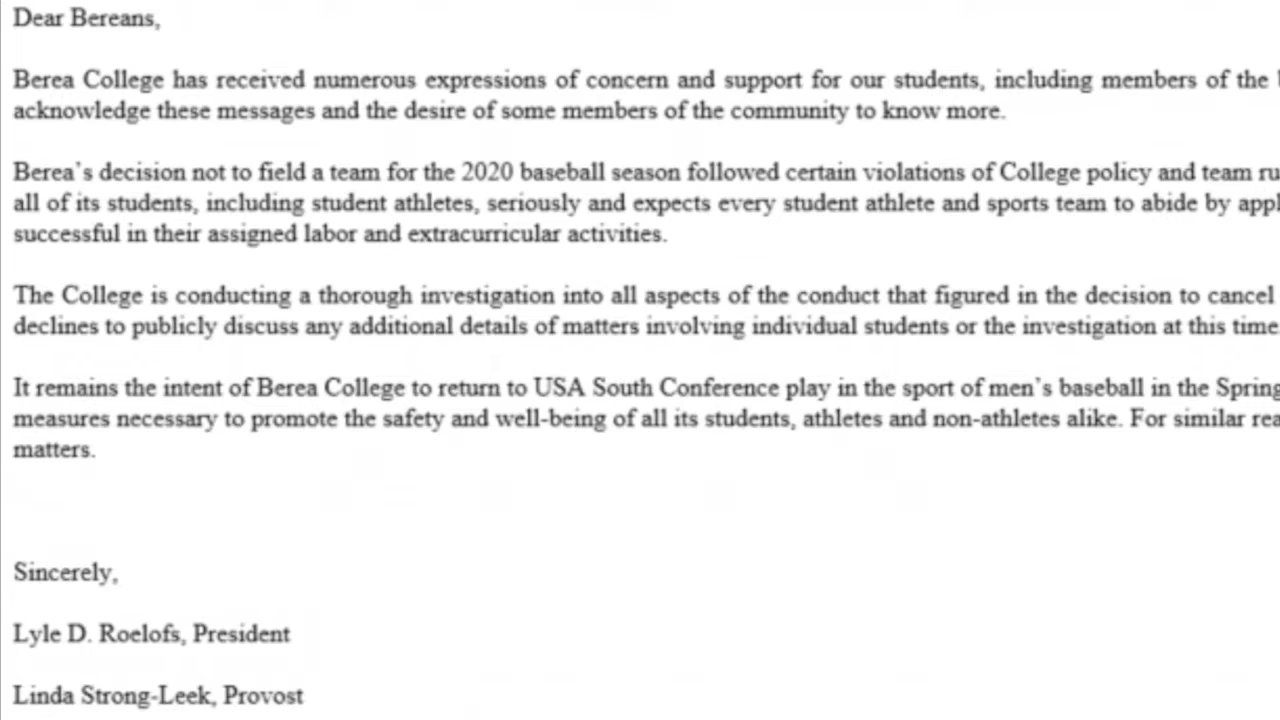 Dear Bereans,
Berea College has received numerous expressions of concern and support for our students, including members of the
acknowledge these messages and the desire of some members of the community to know more.
Berea's decision not to field a team for the 2020 baseball season followed certain violations of College policy and team
all of its students, including student athletes, seriously and expects every student athlete and sports team to abide by
successful in their assigned labor and extracurricular activities.
The College is conducting a thorough investigation into all aspects of the conduct that figured in the decision to cancel
declines to publicly discuss any additional details of matters involving individual students or the investigation at this time
It remains the intent of Berea College to return to USA South Conference play in the sport of men's baseball in the Spring
measures necessary to promote the safety and well-being of all its students, athletes and non-athletes alike. For similar
matters.
Sincerely,
Lyle D. Roelofs, President
Linda Strong-Leek, Provost